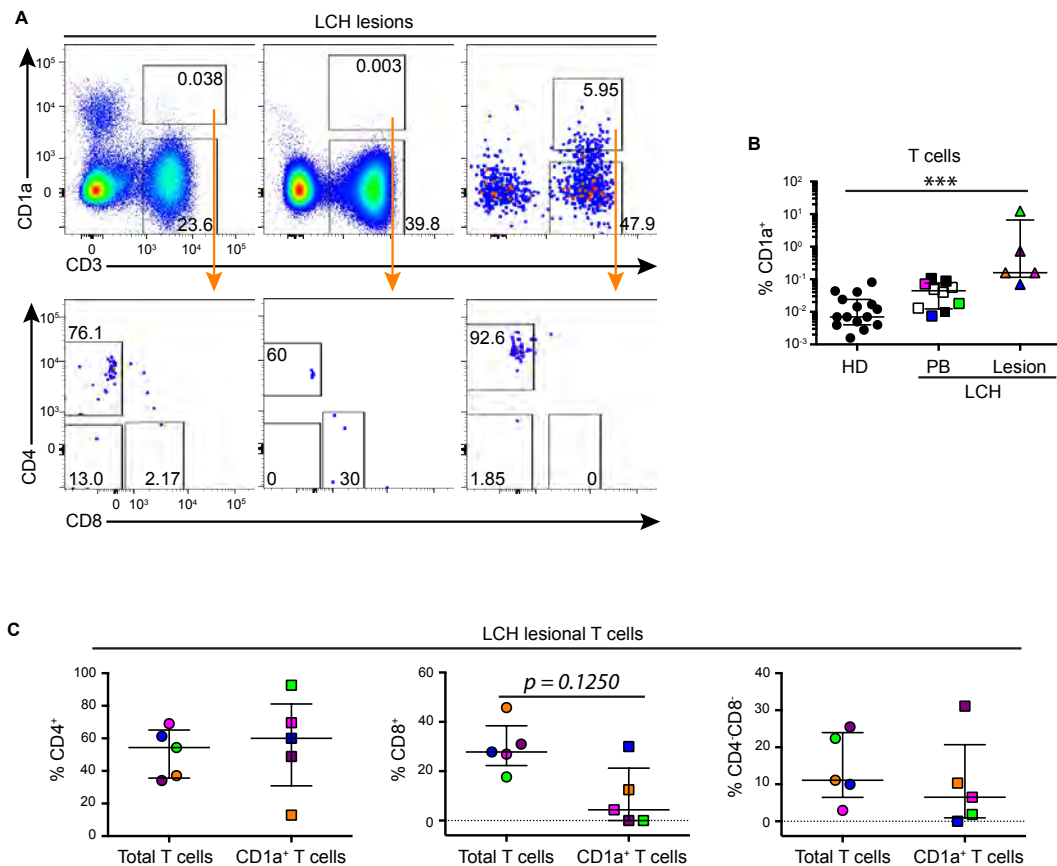 A
LCH lesions
CD1a
10⁵
10⁴
10³
0
0.038
23.6
0.003
39.8
5.95
47.9
0 10³ 10⁴ 10⁵
CD3
CD4
10⁵
10⁴
10³
0
76.1
13.0
2.17
60
0
30
92.6
1.85
0
0 10³ 10⁴ 10⁵
CD8
B
T cells
***
% CD1a⁺
10²
10¹
10⁰
10⁻¹
10⁻²
10⁻³
HD PB Lesion
LCH
C
LCH lesional T cells
% CD4⁺
100
80
60
40
20
0
Total T cells CD1a⁺ T cells
% CD8⁺
60
40
20
0
p = 0.1250
Total T cells CD1a⁺ T cells
% CD4⁻CD8⁻
40
30
20
10
0
Total T cells CD1a⁺ T cells